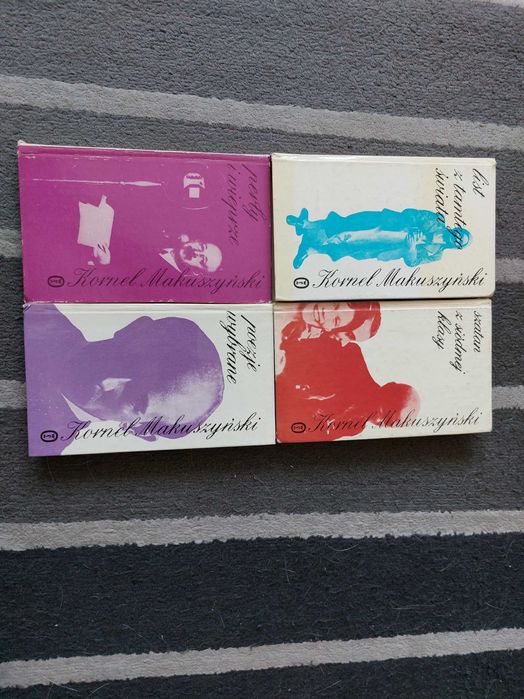 perły
i wieprze
Kornel Makuszyński
list
z tamtego
świata
Kornel Makuszyński
poezje
wybrane
Kornel Makuszyński
szatan
z siódmej
klasy
Kornel Makuszyński